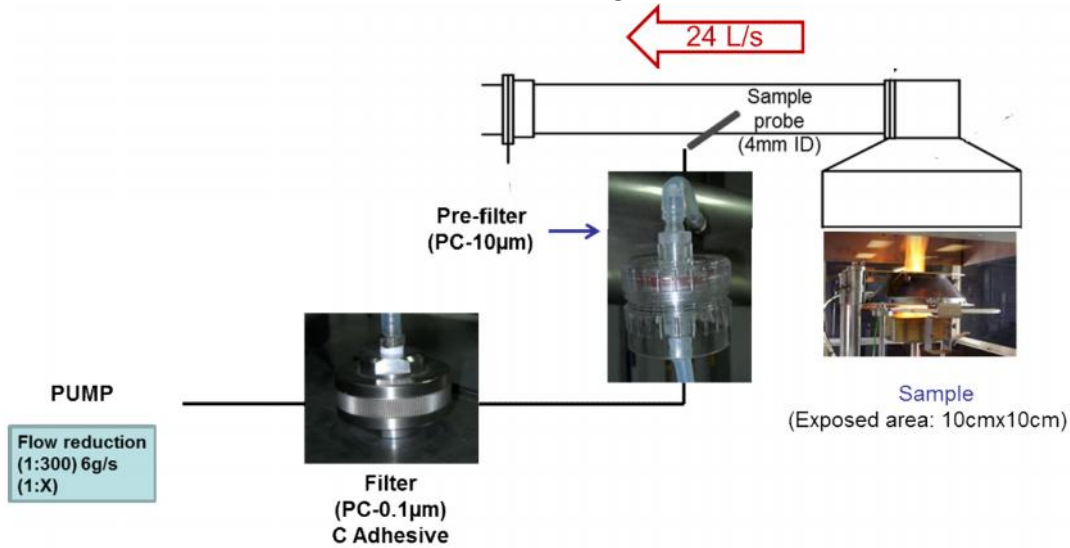 24 L/s
Sample
probe
(4mm ID)
Pre-filter
(PC-10µm)
PUMP
Flow reduction
(1:300) 6g/s
(1:X)
Filter
(PC-0.1µm)
C Adhesive
Sample
(Exposed area: 10cmx10cm)